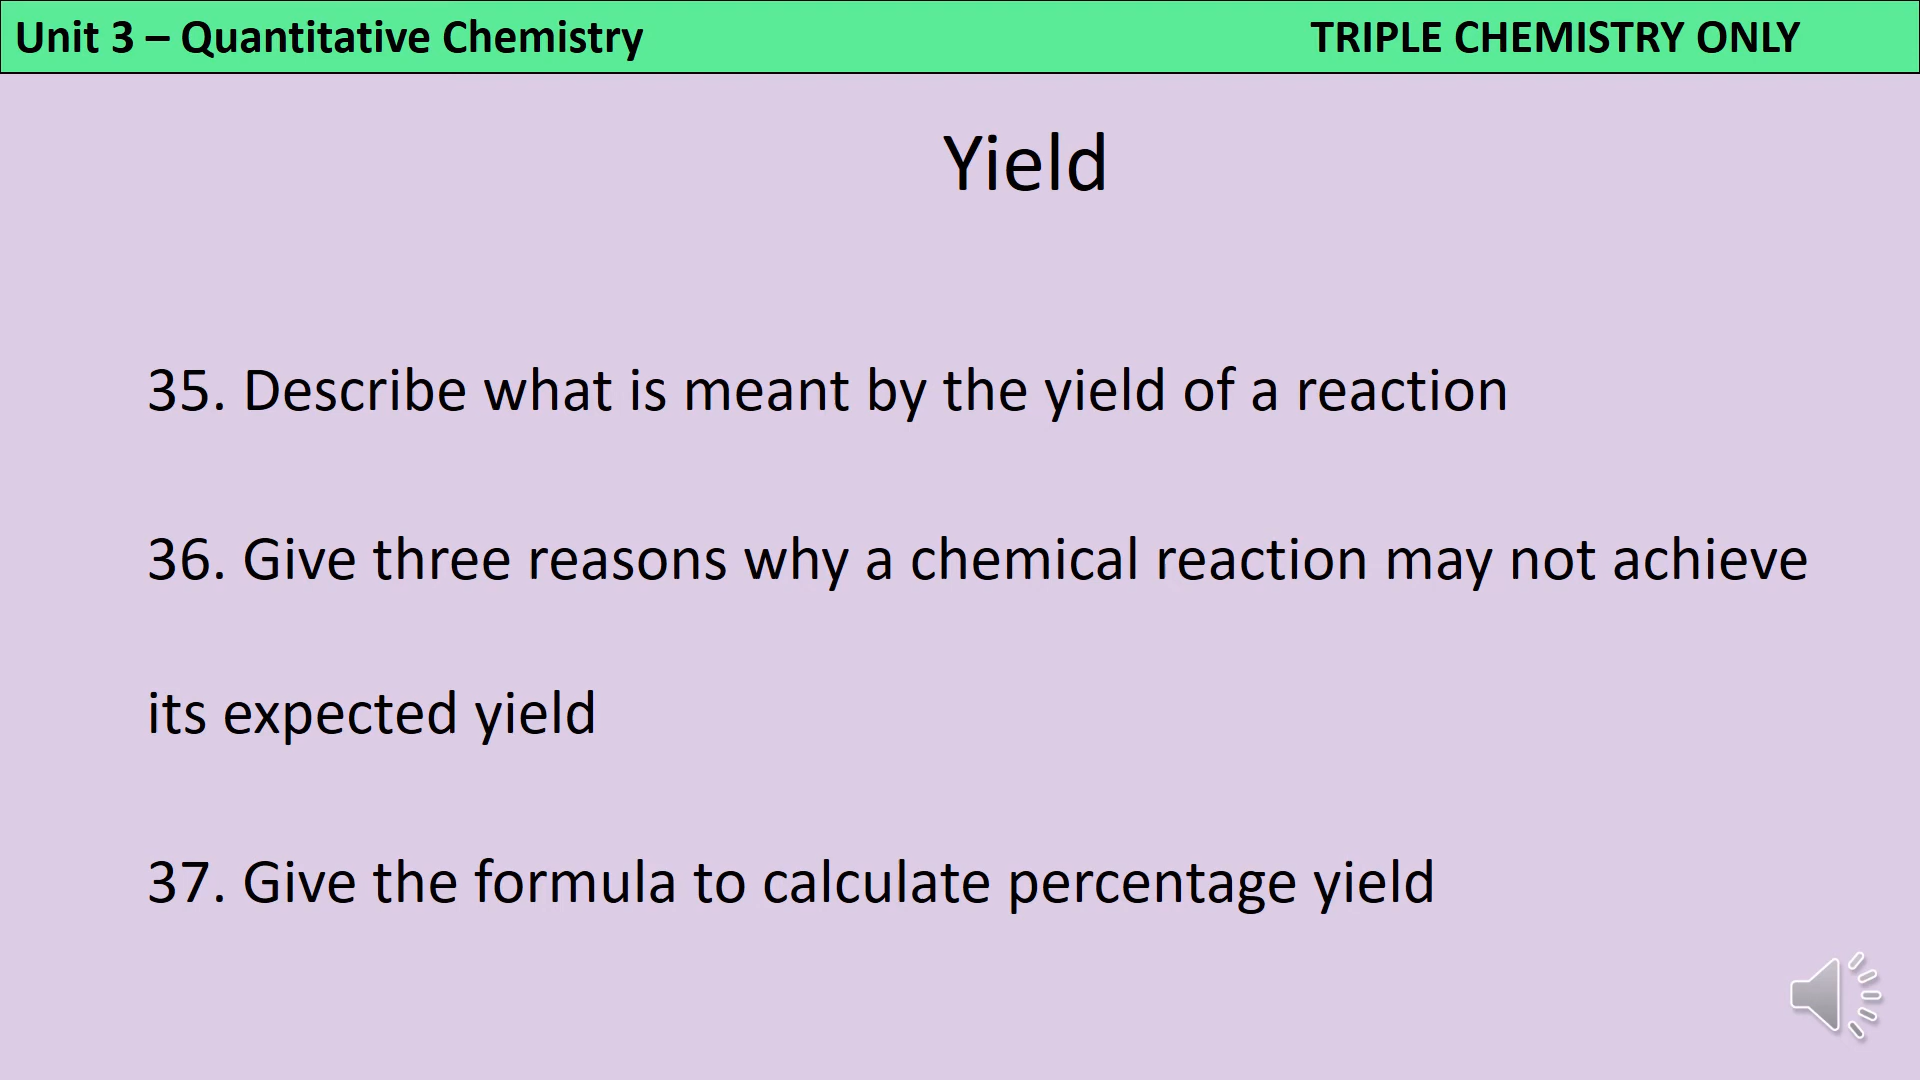 Unit 3 – Quantitative Chemistry TRIPLE CHEMISTRY ONLY
Yield
35. Describe what is meant by the yield of a reaction
36. Give three reasons why a chemical reaction may not achieve
its expected yield
37. Give the formula to calculate percentage yield